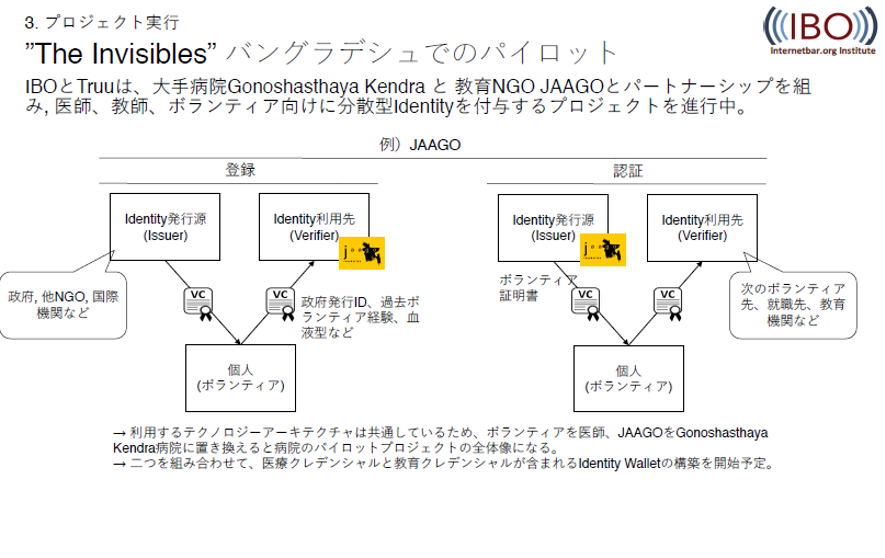 3. プロジェクト実行
(((IBO)))
Internetbar.org Institute
”The Invisibles” バングラデシュでのパイロット
IBOとTruuは、大手病院Gonoshasthaya Kendra と 教育NGO JAAGOとパートナーシップを組
み, 医師、教師、ボランティア向けに分散型Identityを付与するプロジェクトを進行中。
例）JAAGO
登録
Identity発行源
(Issuer)
Identity利用先
(Verifier)
政府, 他NGO, 国際
機関など
VC
VC
政府発行ID、過去ボ
ランティア経験、血
液型など
個人
(ボランティア)
認証
Identity発行源
(Issuer)
Identity利用先
(Verifier)
ボランティア
証明書
VC
VC
次のボランティア
先、就職先、教育
機関など
個人
(ボランティア)
→ 利用するテクノロジーアーキテクチャは共通しているため、ボランティアを医師、JAAGOをGonoshasthaya
Kendra病院に置き換えると病院のパイロットプロジェクトの全体像になる。
→ 二つを組み合わせて、医療クレデンシャルと教育クレデンシャルが含まれるIdentity Walletの構築を開始予定。